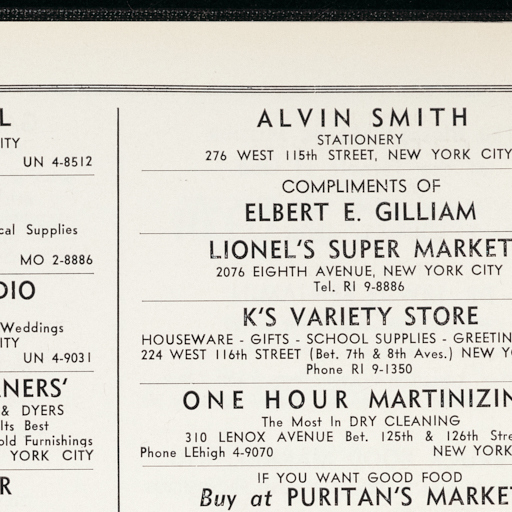 L
ITY
UN 4-8512
cal Supplies
MO 2-8886
DIO
Weddings
ITY
UN 4-9031
NERS'
& DYERS
lts Best
old Furnishings
YORK CITY
R
ALVIN SMITH
STATIONERY
276 WEST 115th STREET, NEW YORK CITY
COMPLIMENTS OF
ELBERT E. GILLIAM
LIONEL'S SUPER MARKET
2076 EIGHTH AVENUE, NEW YORK CITY
Tel. RI 9-8886
K'S VARIETY STORE
HOUSEWARE - GIFTS - SCHOOL SUPPLIES - GREETIN
224 WEST 116th STREET (Bet. 7th & 8th Aves.) NEW YO
Phone RI 9-1350
ONE HOUR MARTINIZIN
The Most In DRY CLEANING
310 LENOX AVENUE Bet. 125th & 126th Stre
Phone LEhigh 4-9070 NEW YORK
IF YOU WANT GOOD FOOD
Buy at PURITAN'S MARKE